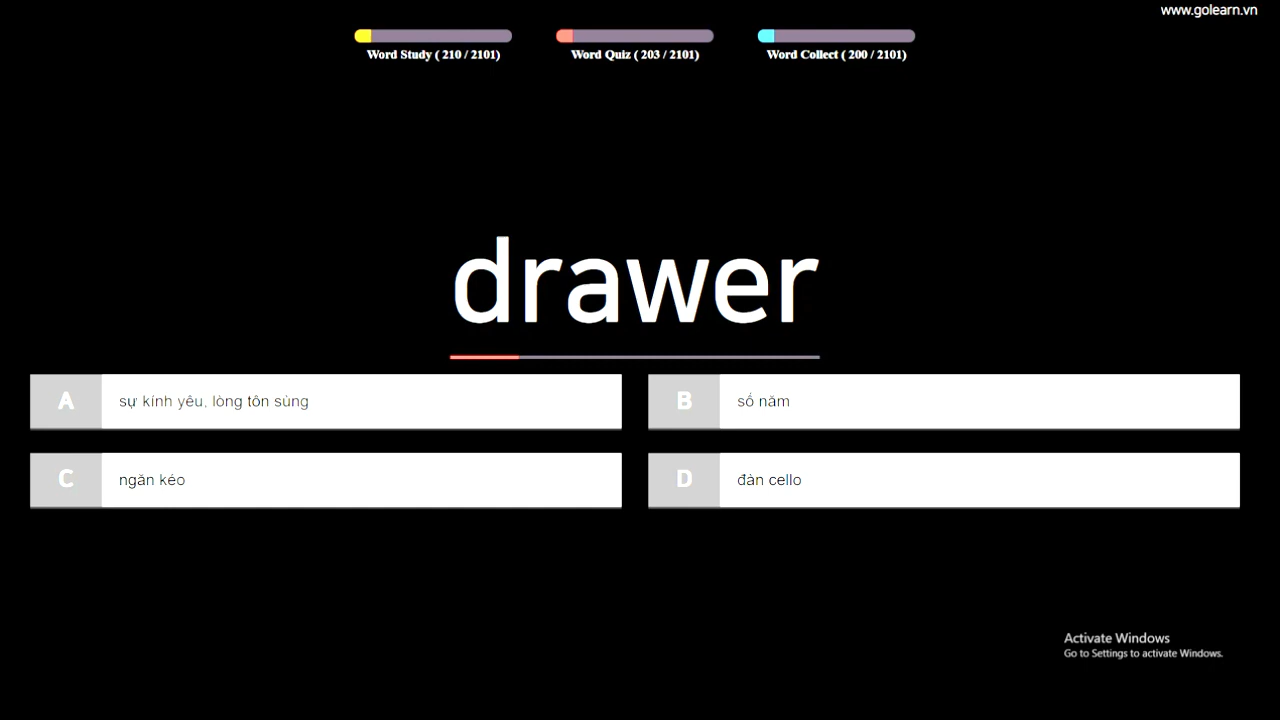 www.golearn.vn
Word Study ( 210 / 2101)
Word Quiz ( 203 / 2101)
Word Collect ( 200 / 2101)
drawer
A sự kính yêu, lòng tôn sùng
B số năm
C ngăn kéo
D đàn cello
Activate Windows
Go to Settings to activate Windows.